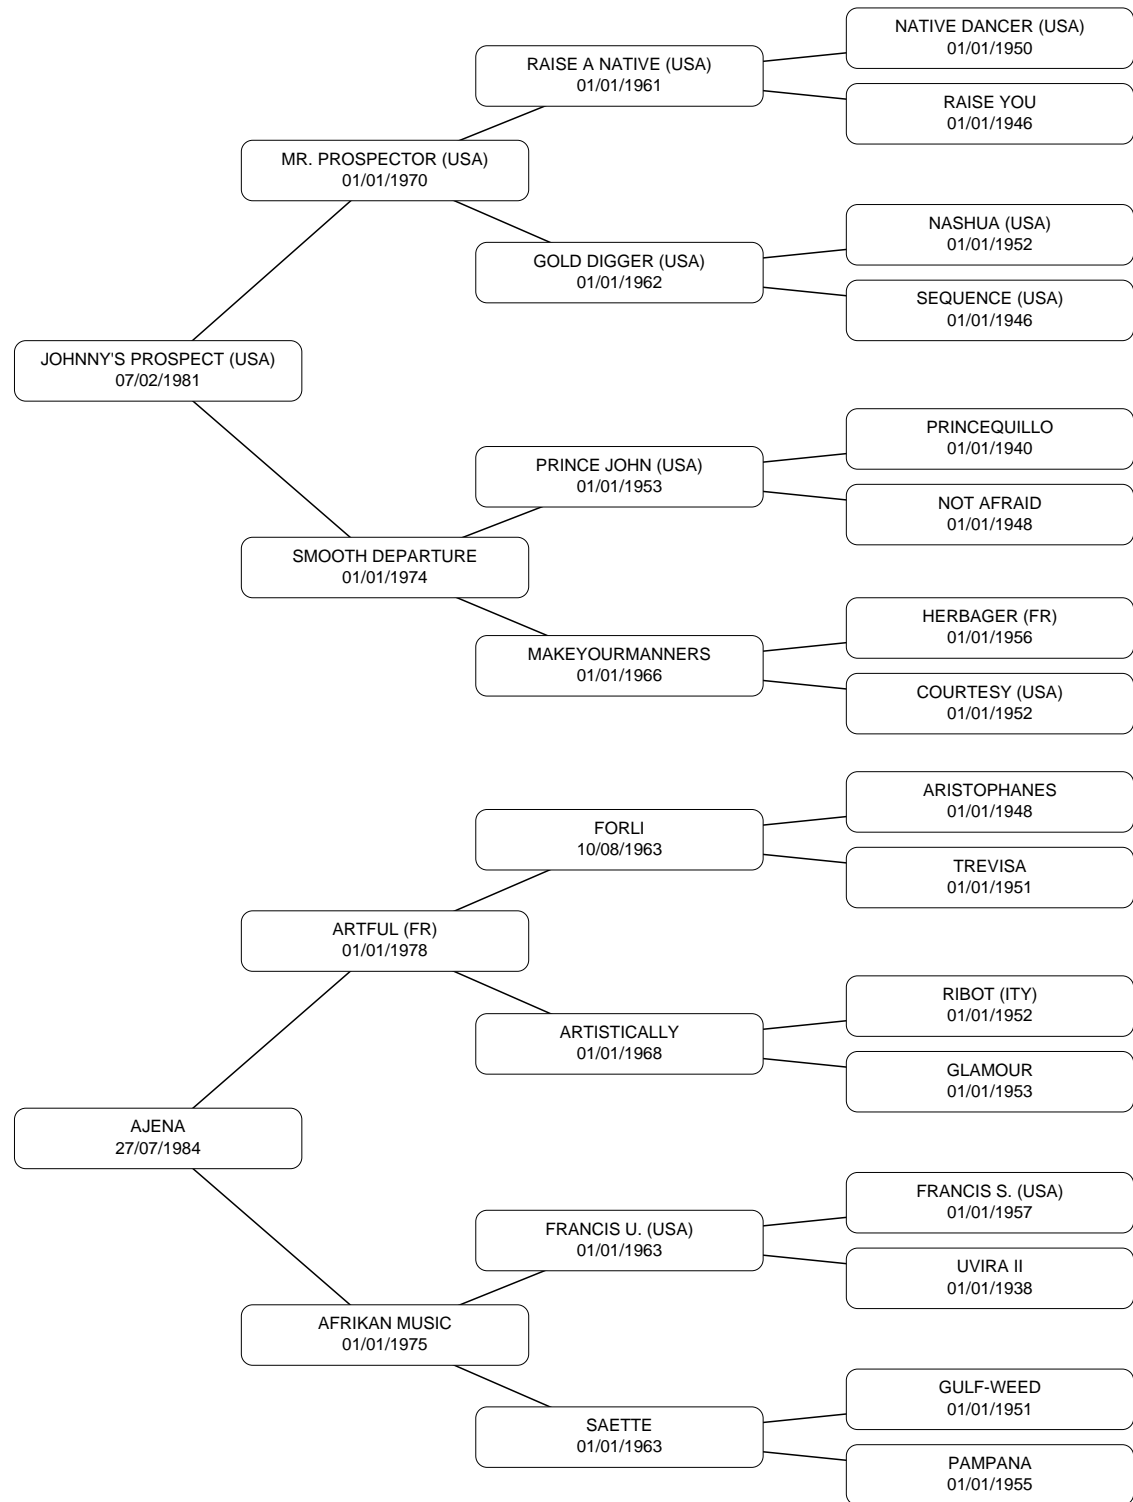 NATIVE DANCER (USA)
01/01/1950
RAISE A NATIVE (USA)
01/01/1961
RAISE YOU
01/01/1946
MR. PROSPECTOR (USA)
01/01/1970
NASHUA (USA)
01/01/1952
GOLD DIGGER (USA)
01/01/1962
SEQUENCE (USA)
01/01/1946
JOHNNY'S PROSPECT (USA)
07/02/1981
PRINCEQUILLO
01/01/1940
PRINCE JOHN (USA)
01/01/1953
NOT AFRAID
01/01/1948
SMOOTH DEPARTURE
01/01/1974
HERBAGER (FR)
01/01/1956
MAKEYOURMANNERS
01/01/1966
COURTESY (USA)
01/01/1952
ARISTOPHANES
01/01/1948
FORLI
10/08/1963
TREVISA
01/01/1951
ARTFUL (FR)
01/01/1978
RIBOT (ITY)
01/01/1952
ARTISTICALLY
01/01/1968
GLAMOUR
01/01/1953
AJENA
27/07/1984
FRANCIS S. (USA)
01/01/1957
FRANCIS U. (USA)
01/01/1963
UVIRA II
01/01/1938
AFRIKAN MUSIC
01/01/1975
GULF-WEED
01/01/1951
SAETTE
01/01/1963
PAMPANA
01/01/1955